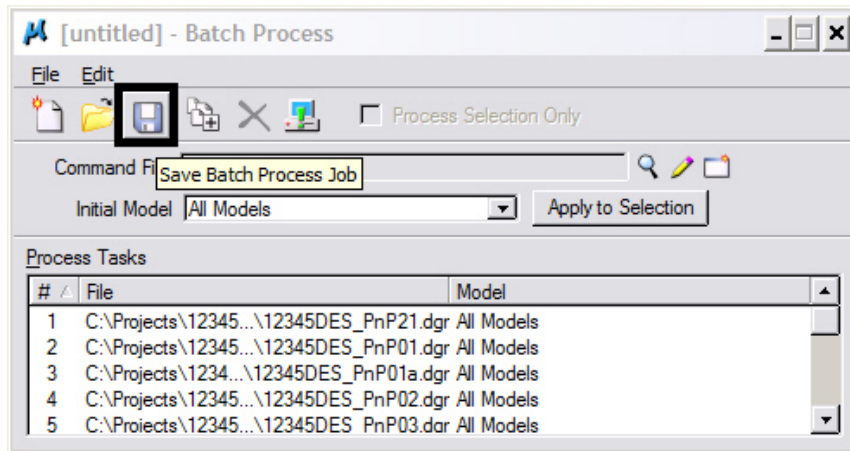 [untitled] - Batch Process
File Edit
Process Selection Only
Command Fi
Save Batch Process Job
Initial Model All Models Apply to Selection
Process Tasks
# File Model
1 C:\Projects\12345...\12345DES_PnP21.dgr All Models
2 C:\Projects\12345...\12345DES_PnP01.dgr All Models
3 C:\Projects\1234...\12345DES_PnP01a.dgr All Models
4 C:\Projects\12345...\12345DES_PnP02.dgr All Models
5 C:\Projects\12345...\12345DES_PnP03.dgr All Models